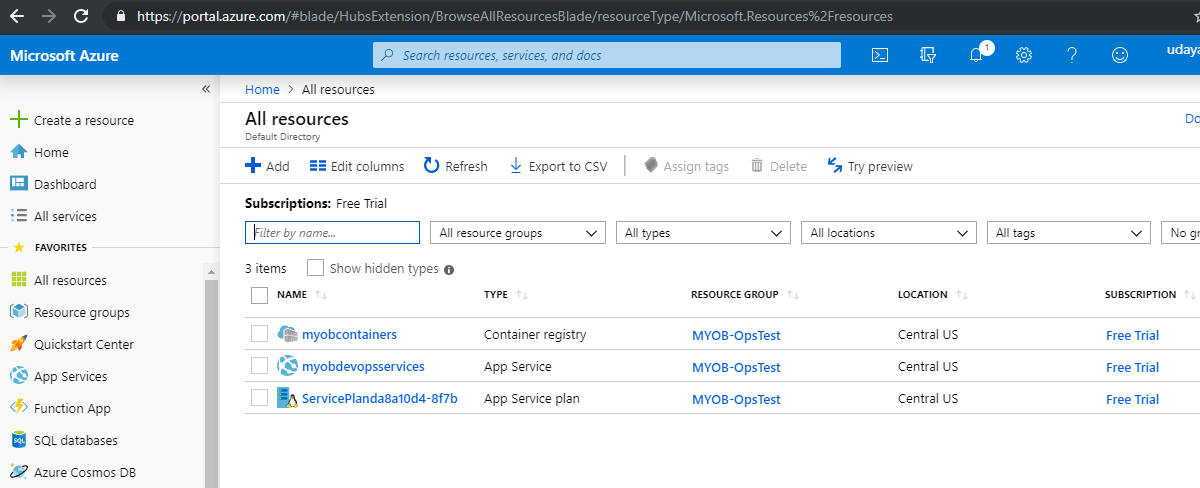 https://portal.azure.com/#blade/HubsExtension/BrowseAllResourcesBlade/resourceType/Microsoft.Resources%2Fresources
Microsoft Azure
Search resources, services, and docs
1
Home > All resources
All resources
Default Directory
Create a resource
Home
Dashboard
All services
FAVORITES
All resources
Resource groups
Quickstart Center
App Services
Function App
SQL databases
Azure Cosmos DB
Add Edit columns Refresh Export to CSV Assign tags Delete Try preview
Subscriptions: Free Trial
Filter by name... All resource groups All types All locations All tags
3 items Show hidden types
NAME TYPE RESOURCE GROUP LOCATION SUBSCRIPTION
myobcontainers Container registry MYOB-OpsTest Central US Free Trial
myobdevopsservices App Service MYOB-OpsTest Central US Free Trial
ServicePlanda8a10d4-8f7b App Service plan MYOB-OpsTest Central US Free Trial